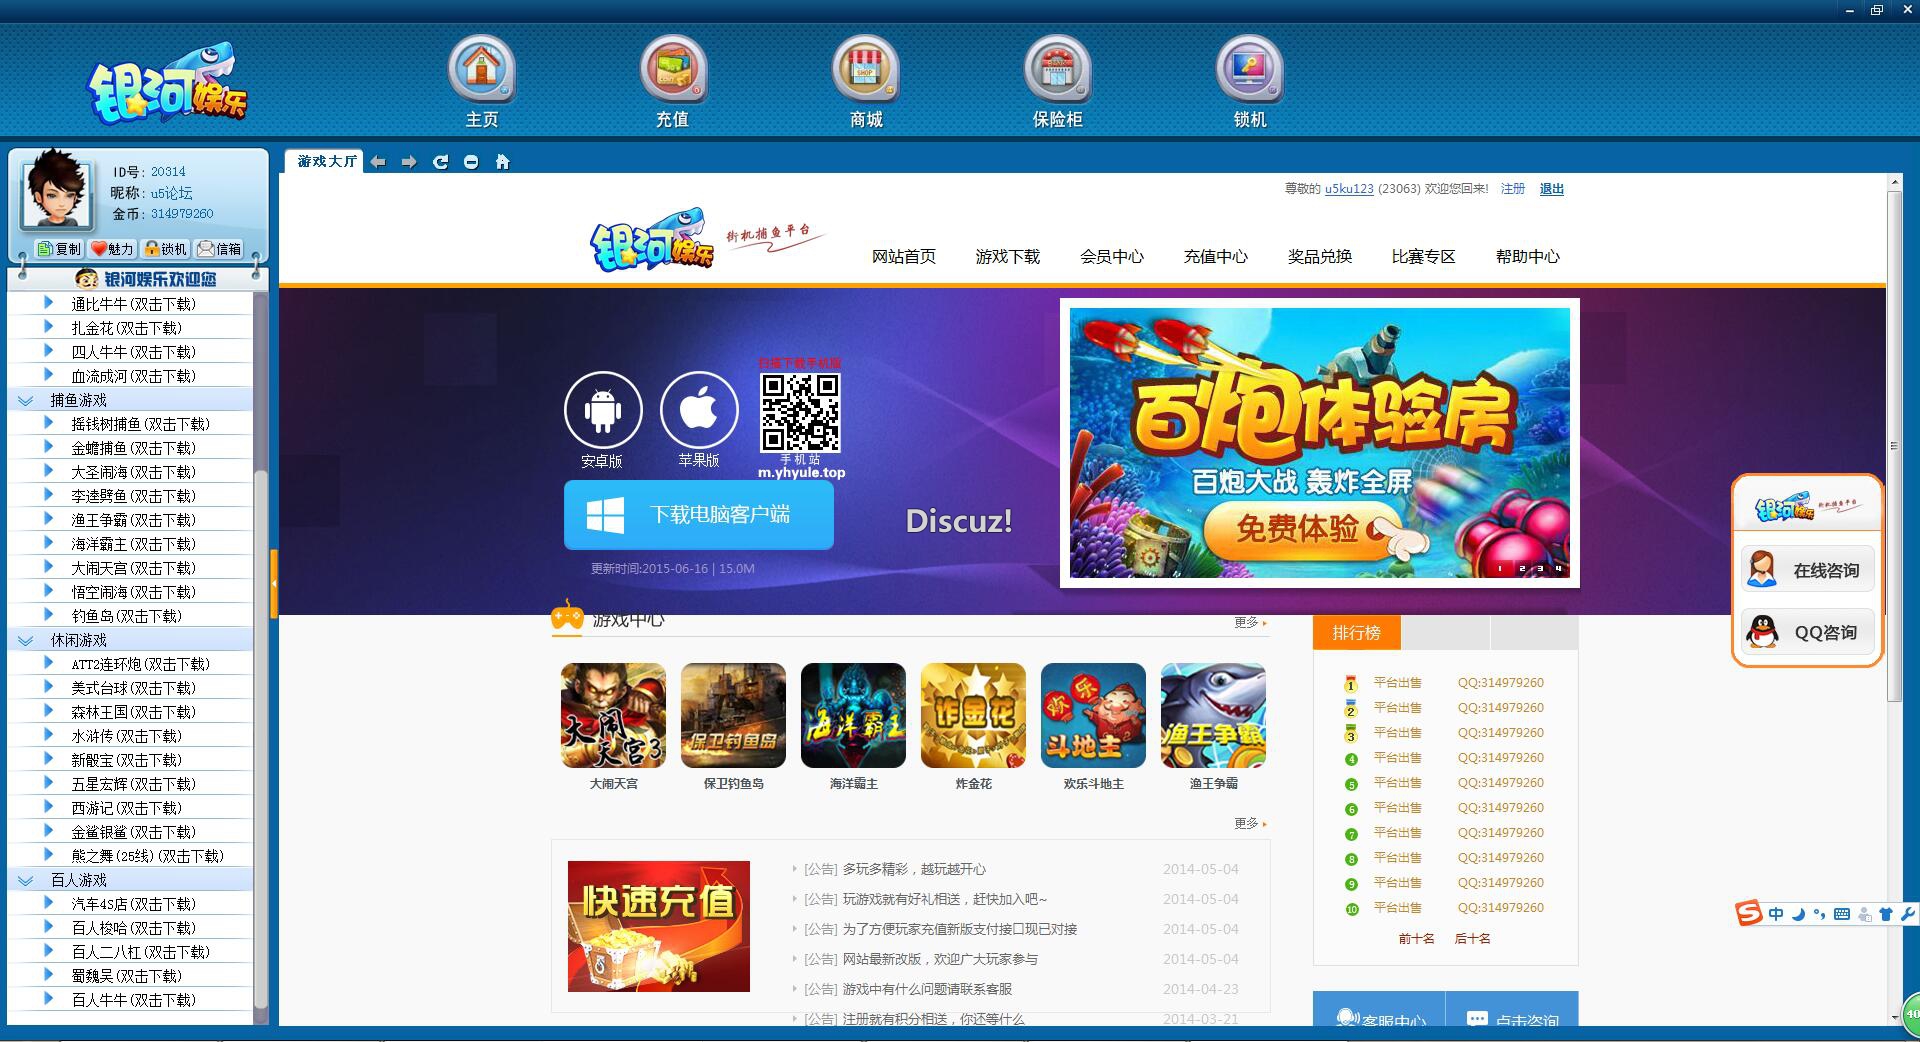 银河娱乐
主页
充值
商城
保险柜
锁机
ID号: 20314
昵称: u5论坛
金币: 314979260
复制 魅力 锁机 信箱
银河娱乐欢迎您
通比牛牛(双击下载)
扎金花(双击下载)
四人牛牛(双击下载)
血流成河(双击下载)
捕鱼游戏
摇钱树捕鱼(双击下载)
金蟾捕鱼(双击下载)
大圣闹海(双击下载)
李逵劈鱼(双击下载)
渔王争霸(双击下载)
海洋霸主(双击下载)
大闹天宫(双击下载)
悟空闹海(双击下载)
钓鱼岛(双击下载)
休闲游戏
ATT2连环炮(双击下载)
美式台球(双击下载)
森林王国(双击下载)
水浒传(双击下载)
新骰宝(双击下载)
五星宏辉(双击下载)
西游记(双击下载)
金鲨银鲨(双击下载)
熊之舞(25线)(双击下载)
百人游戏
汽车4S店(双击下载)
百人梭哈(双击下载)
百人二八杠(双击下载)
蜀魏吴(双击下载)
百人牛牛(双击下载)
游戏大厅
尊敬的 u5ku123 (23063) 欢迎您回来! 注册 退出
银河娱乐 街机捕鱼平台
网站首页 游戏下载 会员中心 充值中心 奖品兑换 比赛专区 帮助中心
扫描下载手机版
安卓版
苹果版
手机站
m.yhyule.top
下载电脑客户端
更新时间:2015-06-16 | 15.0M
Discuz!
百炮体验房
百炮大战 轰炸全屏
免费体验
1 2 3 4
银河娱乐 街机捕鱼平台
在线咨询
QQ咨询
游戏中心
更多
大闹天宫3
保卫钓鱼岛
海洋霸主
炸金花
欢乐斗地主
渔王争霸
大闹天宫
保卫钓鱼岛
海洋霸主
炸金花
欢乐斗地主
渔王争霸
更多
快速充值
[公告] 多玩多精彩，越玩越开心 2014-05-04
[公告] 玩游戏就有好礼相送，赶快加入吧~ 2014-05-04
[公告] 为了方便玩家充值新版支付接口现已对接 2014-05-04
[公告] 网站最新改版，欢迎广大玩家参与 2014-05-04
[公告] 游戏中有什么问题请联系客服 2014-04-23
[公告] 注册就有积分相送，你还等什么 2014-03-21
排行榜
1 平台出售 QQ:314979260
2 平台出售 QQ:314979260
3 平台出售 QQ:314979260
4 平台出售 QQ:314979260
5 平台出售 QQ:314979260
6 平台出售 QQ:314979260
7 平台出售 QQ:314979260
8 平台出售 QQ:314979260
9 平台出售 QQ:314979260
10 平台出售 QQ:314979260
前十名 后十名
客服中心
点击咨询
中
40